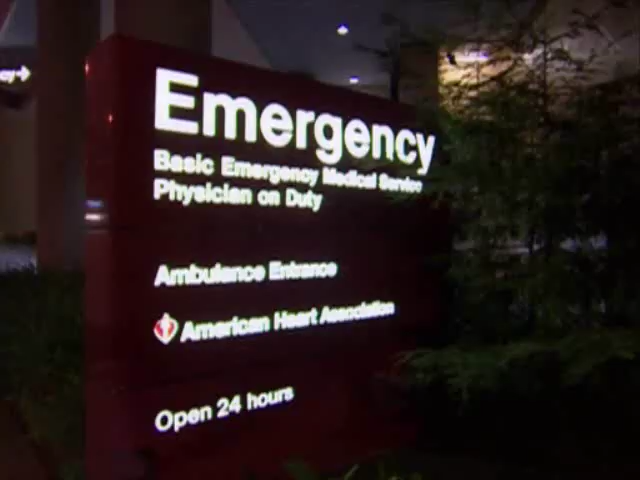 Emergency
Basic Emergency Medical Service
Physician on Duty
Ambulance Entrance
American Heart Association
Open 24 hours